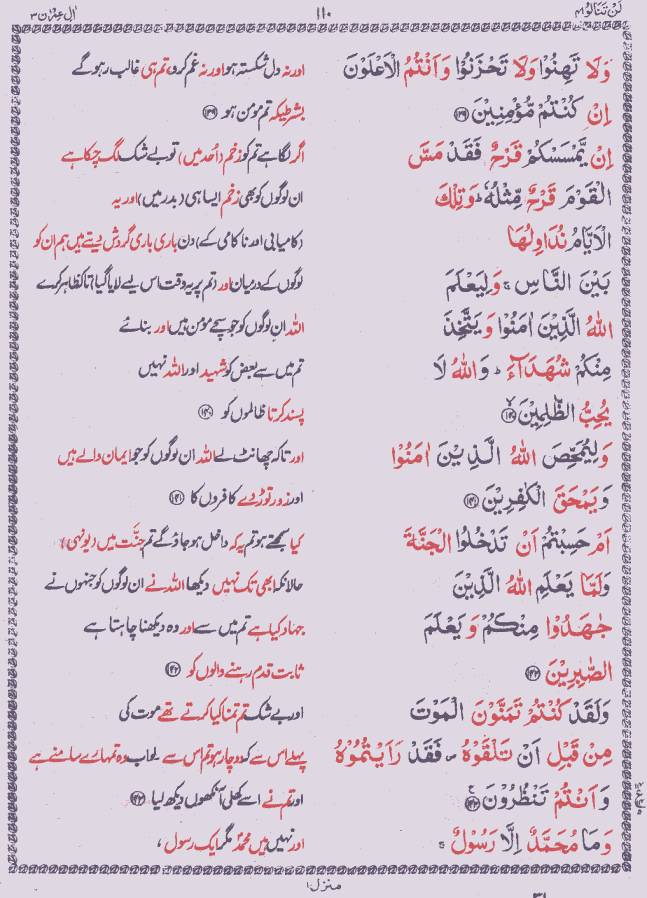 لَنْ تَنَالُوا ٤ ١١٠ اٰلِ عِمْرٰن ٣
وَلَا تَهِنُوْا وَلَا تَحْزَنُوْا وَاَنْتُمُ الْاَعْلَوْنَ اور نہ دل شکستہ ہو اور نہ غم کرو، تم ہی غالب رہو گے
اِنْ كُنْتُمْ مُّؤْمِنِيْنَ ﴿١٣٩﴾ بشرطیکہ تم مومن ہو ﴿١٣٩﴾
اِنْ يَّمْسَسْكُمْ قَرْحٌ فَقَدْ مَسَّ اگر لگا ہے تم کو زخم (اُحد میں) تو بے شک لگ چکا ہے
الْقَوْمَ قَرْحٌ مِّثْلُهٗ ؕ وَتِلْكَ ان لوگوں کو بھی زخم ایسا ہی (بدر میں) اور یہ
الْاَيَّامُ نُدَاوِلُهَا (کامیابی اور ناکامی کے) دن باری باری گردش دیتے ہیں ہم ان کو
بَيْنَ النَّاسِ ۚ وَلِيَعْلَمَ لوگوں کے درمیان اور (تم پر یہ وقت اس لیے لایا گیا) تاکہ ظاہر کرے
اللّٰهُ الَّذِيْنَ اٰمَنُوْا وَيَتَّخِذَ اللہ ان لوگوں کو جو سچے مومن ہیں اور بنائے
مِنْكُمْ شُهَدَآءَ ؕ وَاللّٰهُ لَا تم میں سے بعض کو شہید اور اللہ نہیں
يُحِبُّ الظّٰلِمِيْنَ ﴿١٤٠﴾ پسند کرتا ظالموں کو ﴿١٤٠﴾
وَلِيُمَحِّصَ اللّٰهُ الَّذِيْنَ اٰمَنُوْا اور تاکہ چھانٹ لے اللہ ان لوگوں کو جو ایمان والے ہیں
وَيَمْحَقَ الْكٰفِرِيْنَ ﴿١٤١﴾ اور زور توڑ دے کافروں کا ﴿١٤١﴾
اَمْ حَسِبْتُمْ اَنْ تَدْخُلُوا الْجَنَّةَ کیا سمجھتے ہو تم یہ کہ داخل ہو جاؤ گے تم جنّت میں (یونہی)
وَلَمَّا يَعْلَمِ اللّٰهُ الَّذِيْنَ حالانکہ ابھی تک نہیں دیکھا اللہ نے ان لوگوں کو جنہوں نے
جٰهَدُوْا مِنْكُمْ وَيَعْلَمَ جہاد کیا ہے تم میں سے اور وہ دیکھنا چاہتا ہے
الصّٰبِرِيْنَ ﴿١٤٢﴾ ثابت قدم رہنے والوں کو ﴿١٤٢﴾
وَلَقَدْ كُنْتُمْ تَمَنَّوْنَ الْمَوْتَ اور بے شک تم تمنا کیا کرتے تھے موت کی
مِنْ قَبْلِ اَنْ تَلْقَوْهُ ۪ فَقَدْ رَاَيْتُمُوْهُ پہلے اس سے کہ دوچار ہو تم اس سے لو اب وہ تمہارے سامنے ہے
وَاَنْتُمْ تَنْظُرُوْنَ ﴿١٤٣﴾ اور تم نے اسے کھلی آنکھوں دیکھ لیا ﴿١٤٣﴾
وَمَا مُحَمَّدٌ اِلَّا رَسُوْلٌ ۚ اور نہیں ہیں محمد مگر ایک رسول،
منزل ١